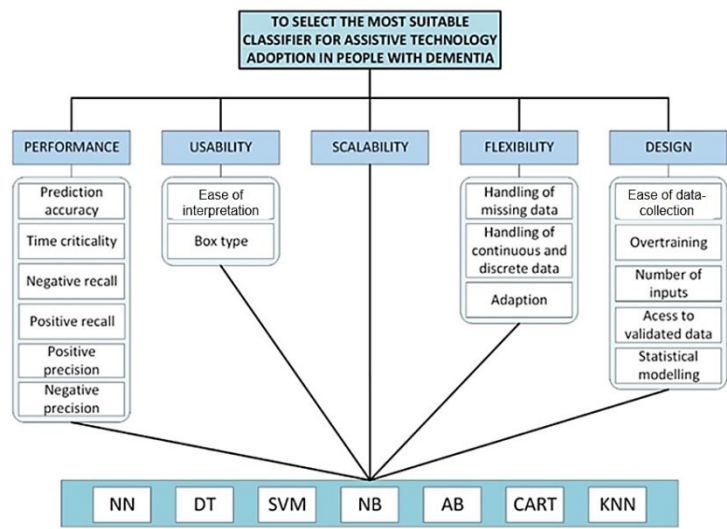 TO SELECT THE MOST SUITABLE
CLASSIFIER FOR ASSISTIVE TECHNOLOGY
ADOPTION IN PEOPLE WITH DEMENTIA
PERFORMANCE
Prediction
accuracy
Time criticality
Negative recall
Positive recall
Positive
precision
Negative
precision
USABILITY
Ease of
interpretation
Box type
SCALABILITY
FLEXIBILITY
Handling of
missing data
Handling of
continuous and
discrete data
Adaption
DESIGN
Ease of data-
collection
Overtraining
Number of
inputs
Acess to
validated data
Statistical
modelling
NN DT SVM NB AB CART KNN